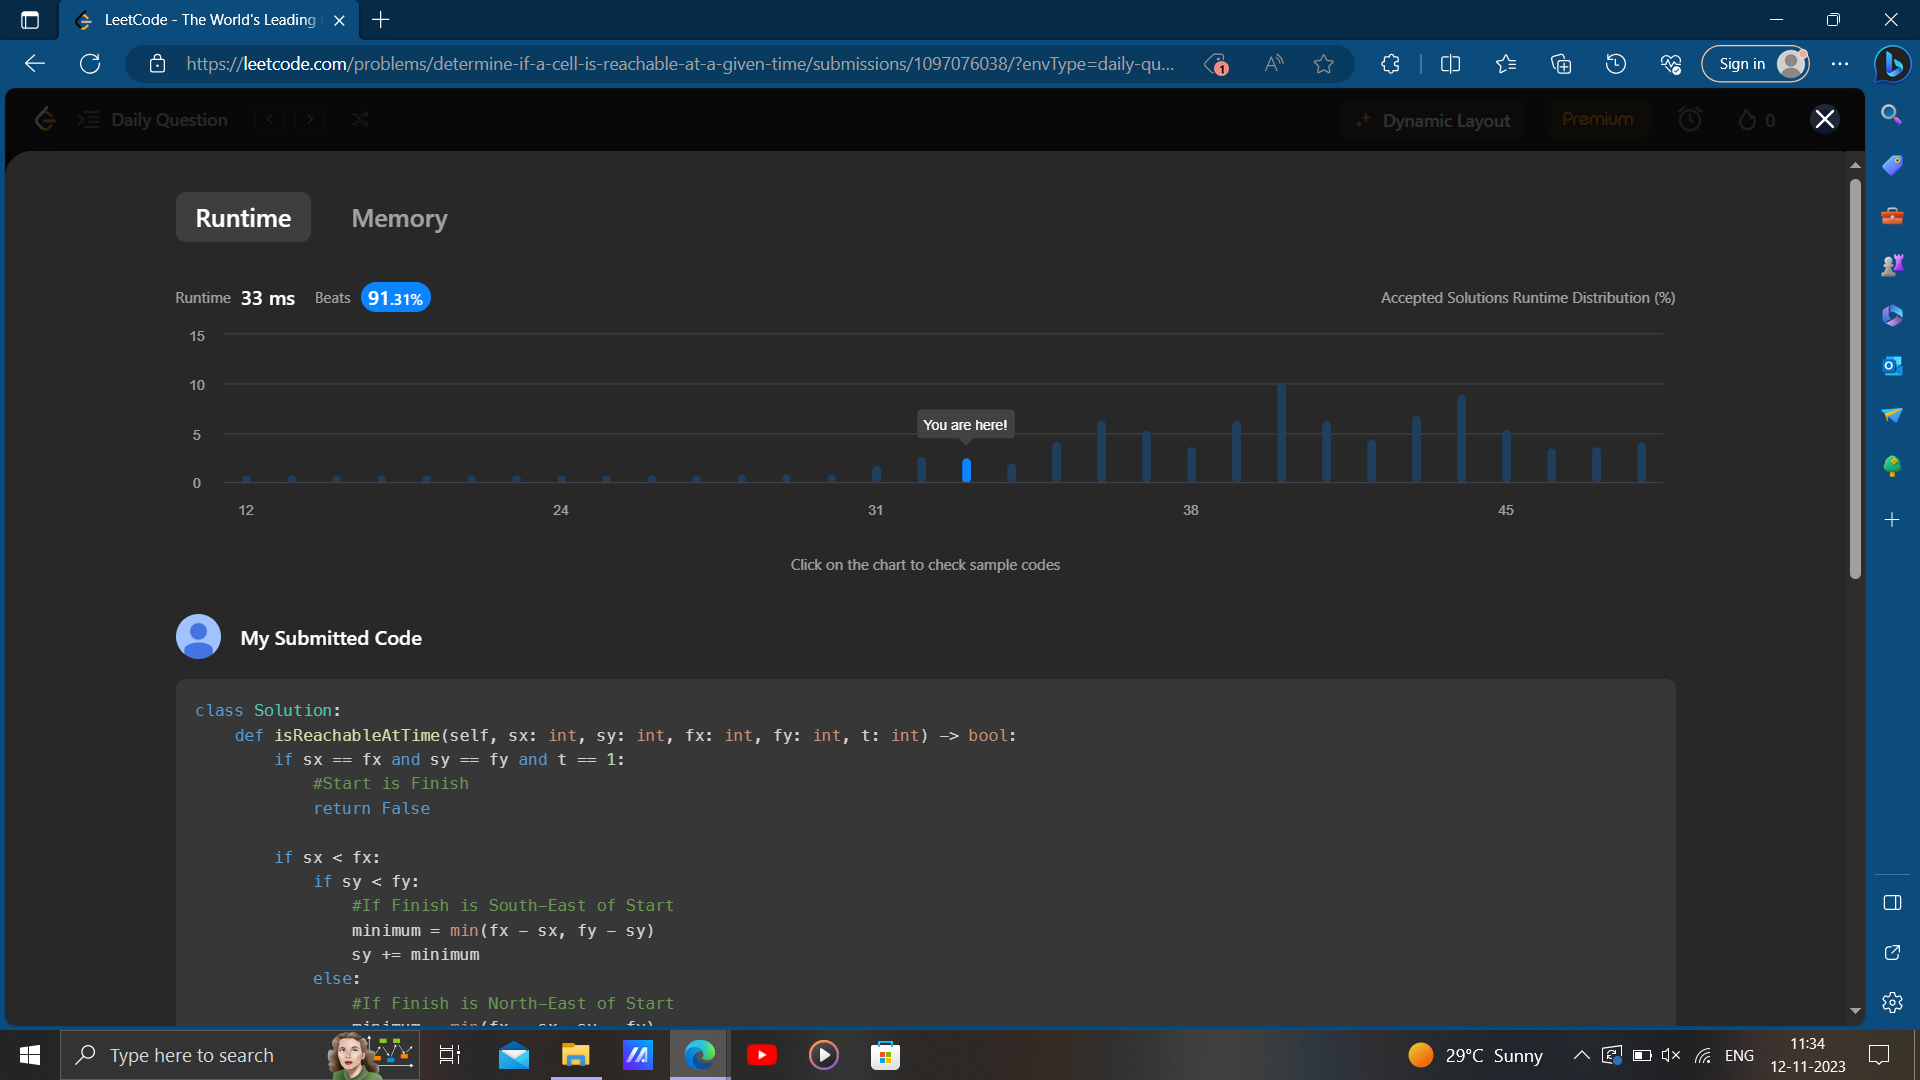 LeetCode - The World's Leading
https://leetcode.com/problems/determine-if-a-cell-is-reachable-at-a-given-time/submissions/1097076038/?envType=daily-qu...
1
Sign in
Daily Question
Dynamic Layout
Premium
0
Runtime
Memory
Runtime 33 ms Beats 91.31%
Accepted Solutions Runtime Distribution (%)
15
10
5
0
You are here!
12 24 31 38 45
Click on the chart to check sample codes
My Submitted Code
class Solution:
    def isReachableAtTime(self, sx: int, sy: int, fx: int, fy: int, t: int) -> bool:
        if sx == fx and sy == fy and t == 1:
            #Start is Finish
            return False
        if sx < fx:
            if sy < fy:
                #If Finish is South-East of Start
                minimum = min(fx - sx, fy - sy)
                sy += minimum
            else:
                #If Finish is North-East of Start
                minimum = min(fx - sx, sy - fy)
Type here to search
29°C Sunny
ENG
11:34
12-11-2023